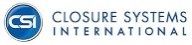 CSI
CLOSURE SYSTEMS
INTERNATIONAL